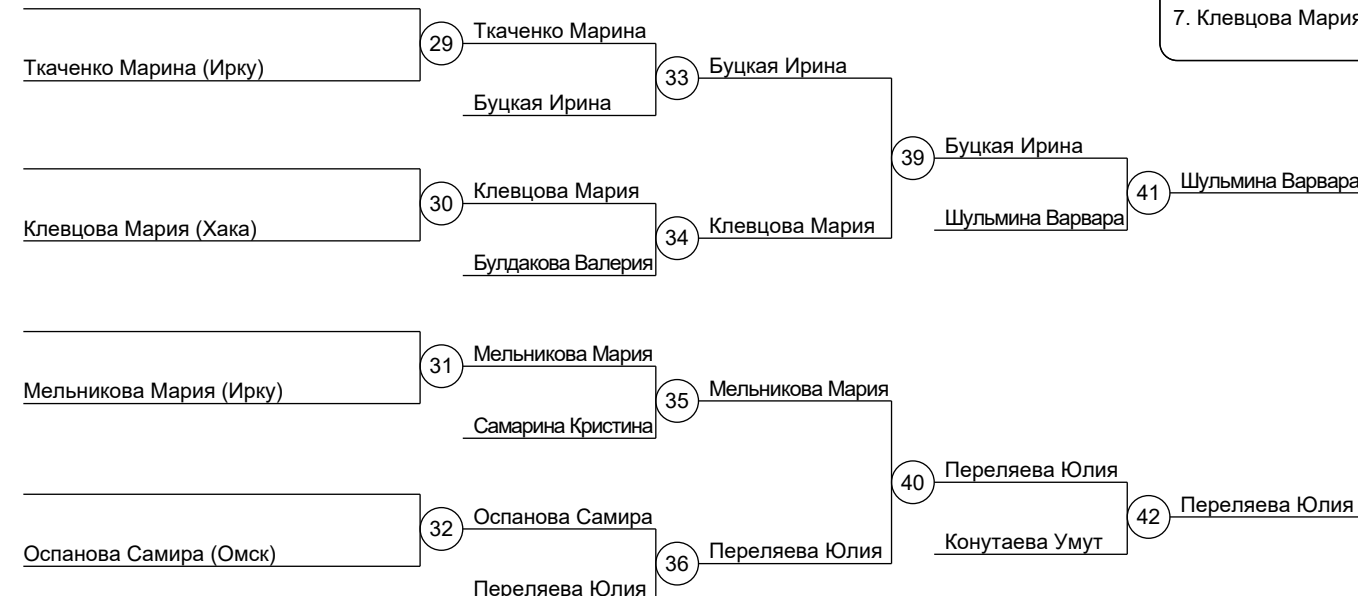 7. Клевцова Мария
29
Ткаченко Марина
Ткаченко Марина (Ирку)
33
Буцкая Ирина
Буцкая Ирина
39
Буцкая Ирина
30
Клевцова Мария
41
Шульмина Варвара
Клевцова Мария (Хака)
34
Клевцова Мария
Шульмина Варвара
Булдакова Валерия
31
Мельникова Мария
Мельникова Мария (Ирку)
35
Мельникова Мария
Самарина Кристина
40
Переляева Юлия
32
Оспанова Самира
42
Переляева Юлия
Оспанова Самира (Омск)
36
Переляева Юлия
Конутаева Умут
Переляева Юлия